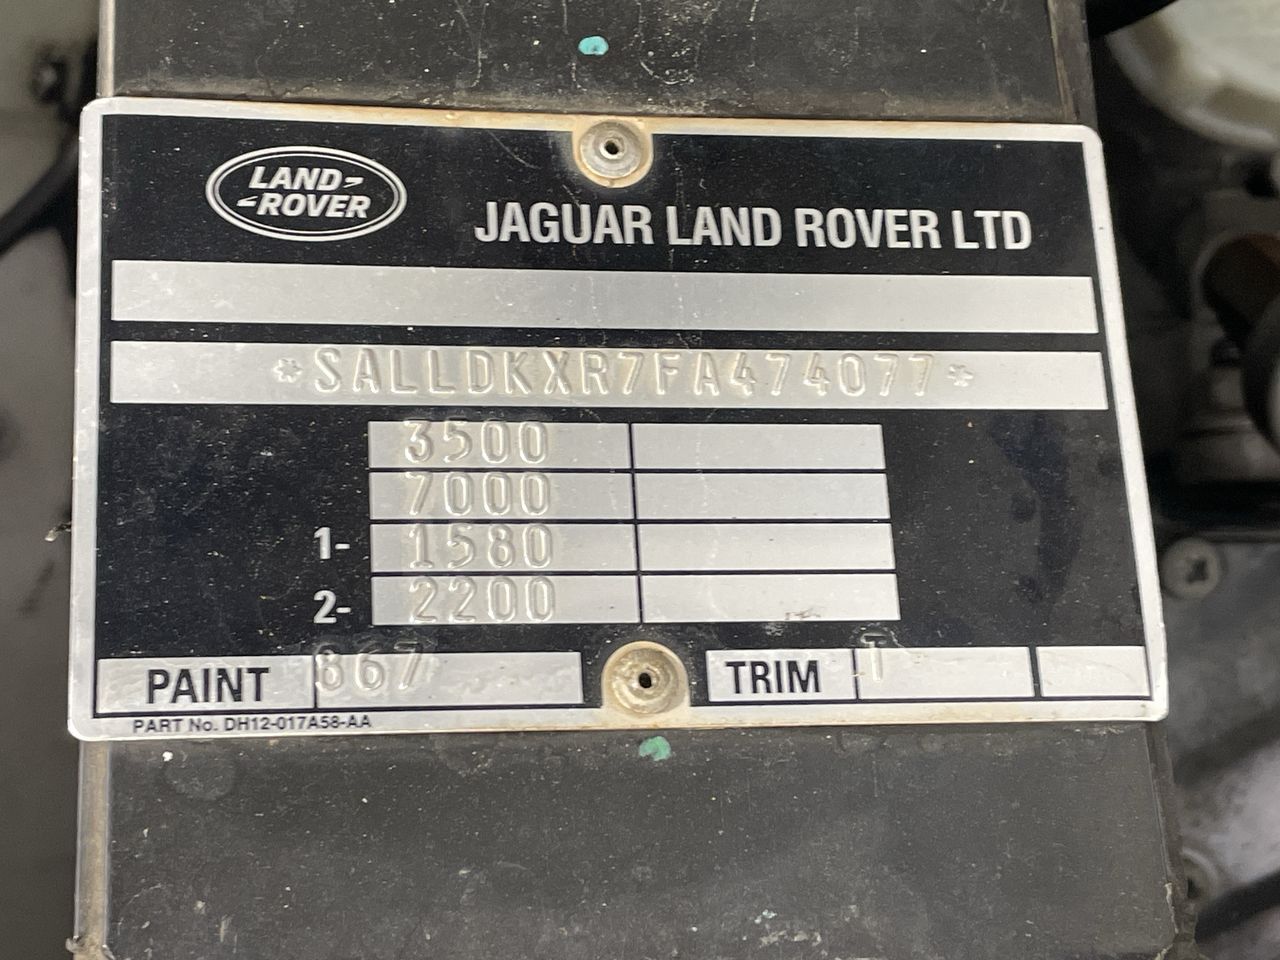 LAND-
-ROVER
JAGUAR LAND ROVER LTD
*SALLDKXR7FA474077*
3500
7000
1- 1580
2- 2200
PAINT 867 TRIM T
PART No. DH12-017A58-AA